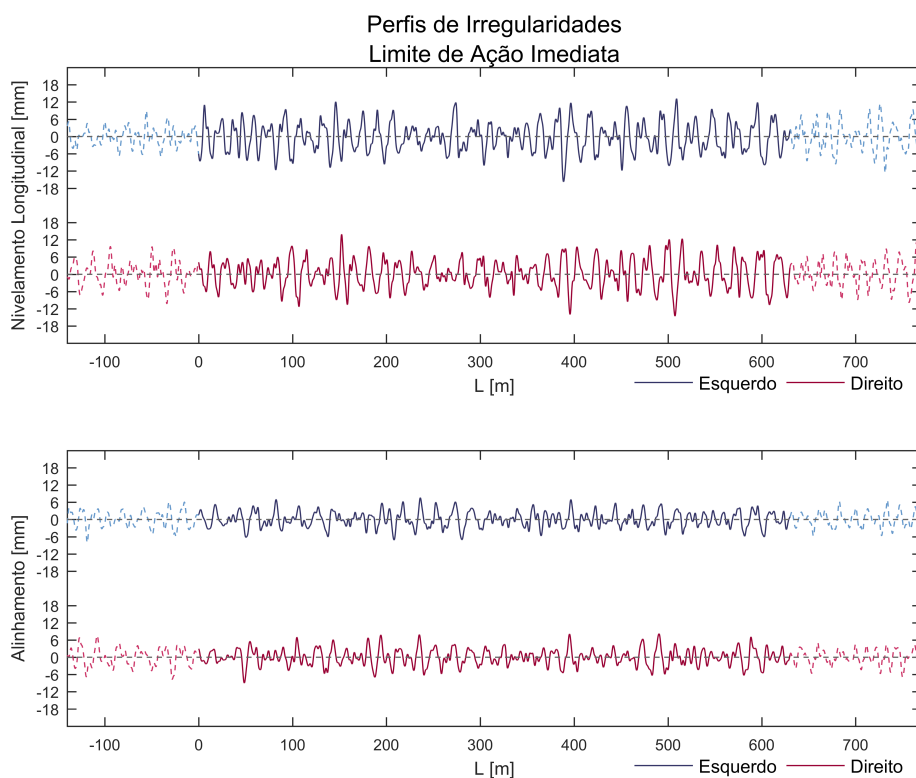 Perfis de Irregularidades
Limite de Ação Imediata
Nivelamento Longitudinal [mm]
18
12
6
0
-6
-12
-18
18
12
6
0
-6
-12
-18
-100 0 100 200 300 400 500 600 700
L [m]
Esquerdo Direito
Alinhamento [mm]
18
12
6
0
-6
-12
-18
18
12
6
0
-6
-12
-18
-100 0 100 200 300 400 500 600 700
L [m]
Esquerdo Direito